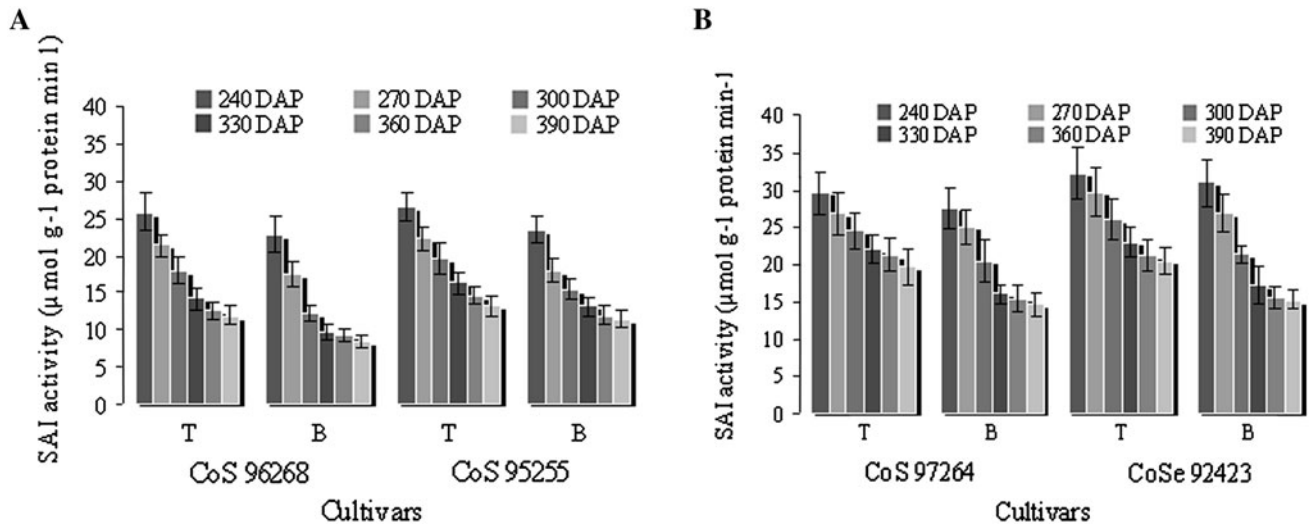 A
SAI activity (µ mol g-1 protein min 1)
240 DAP 270 DAP 300 DAP
330 DAP 360 DAP 390 DAP
40
35
30
25
20
15
10
5
0
T B T B
CoS 96268 CoS 95255
Cultivars
B
SAI activity (µmol g-1 protein min-1
240 DAP 270 DAP 300 DAP
330 DAP 360 DAP 390 DAP
40
35
30
25
20
15
10
5
0
T B T B
CoS 97264 CoSe 92423
Cultivars